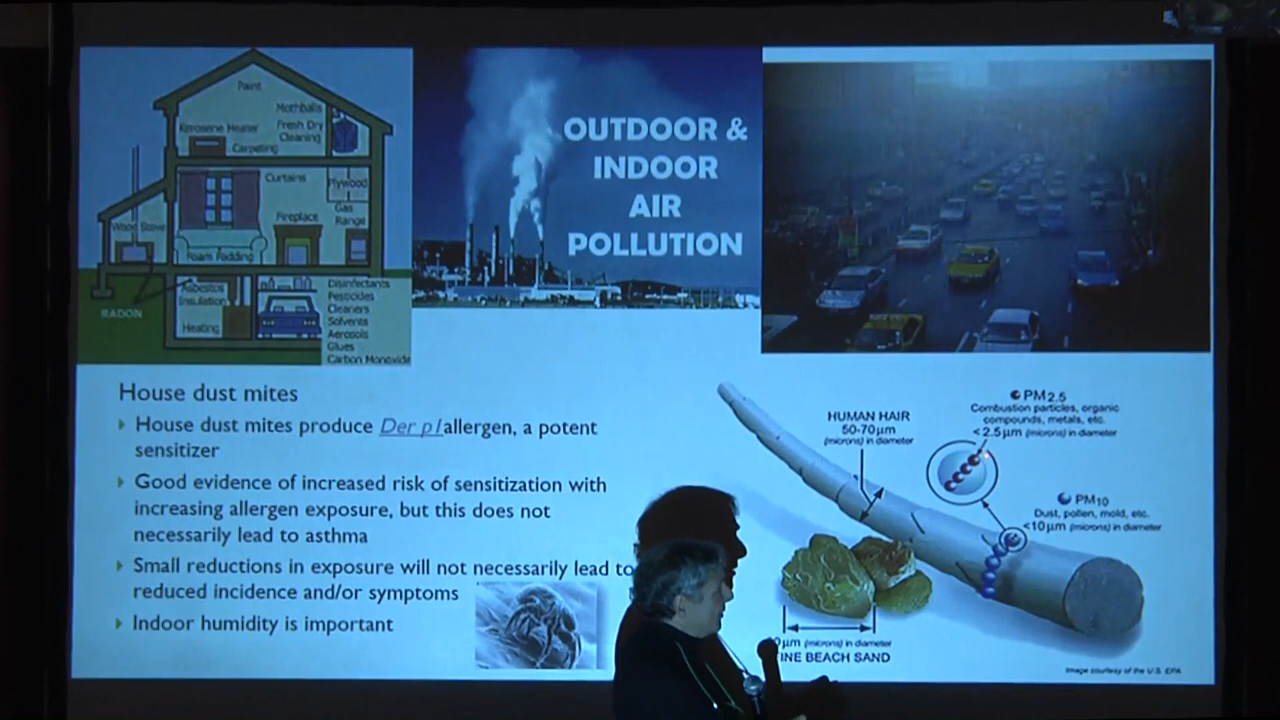 Paint
Mothballs
Kerosene Heater
Fresh Dry
Cleaning
Carpeting
Curtains
Plywood
Gas
Range
Fireplace
Wood Stove
Foam Padding
Asbestos
Insulation
RADON
Heating
Disinfectants
Pesticides
Cleaners
Solvents
Aerosols
Glues
Carbon Monoxide
OUTDOOR &
INDOOR
AIR
POLLUTION
House dust mites
House dust mites produce Der p I allergen, a potent
sensitizer
Good evidence of increased risk of sensitization with
increasing allergen exposure, but this does not
necessarily lead to asthma
Small reductions in exposure will not necessarily lead to
reduced incidence and/or symptoms
Indoor humidity is important
HUMAN HAIR
50-70µm
(microns) in diameter
PM2.5
Combustion particles, organic
compounds, metals, etc.
<2.5µm (microns) in diameter
PM10
Dust, pollen, mold, etc.
<10µm (microns) in diameter
µm (microns) in diameter
INE BEACH SAND
Image courtesy of the U.S. EPA